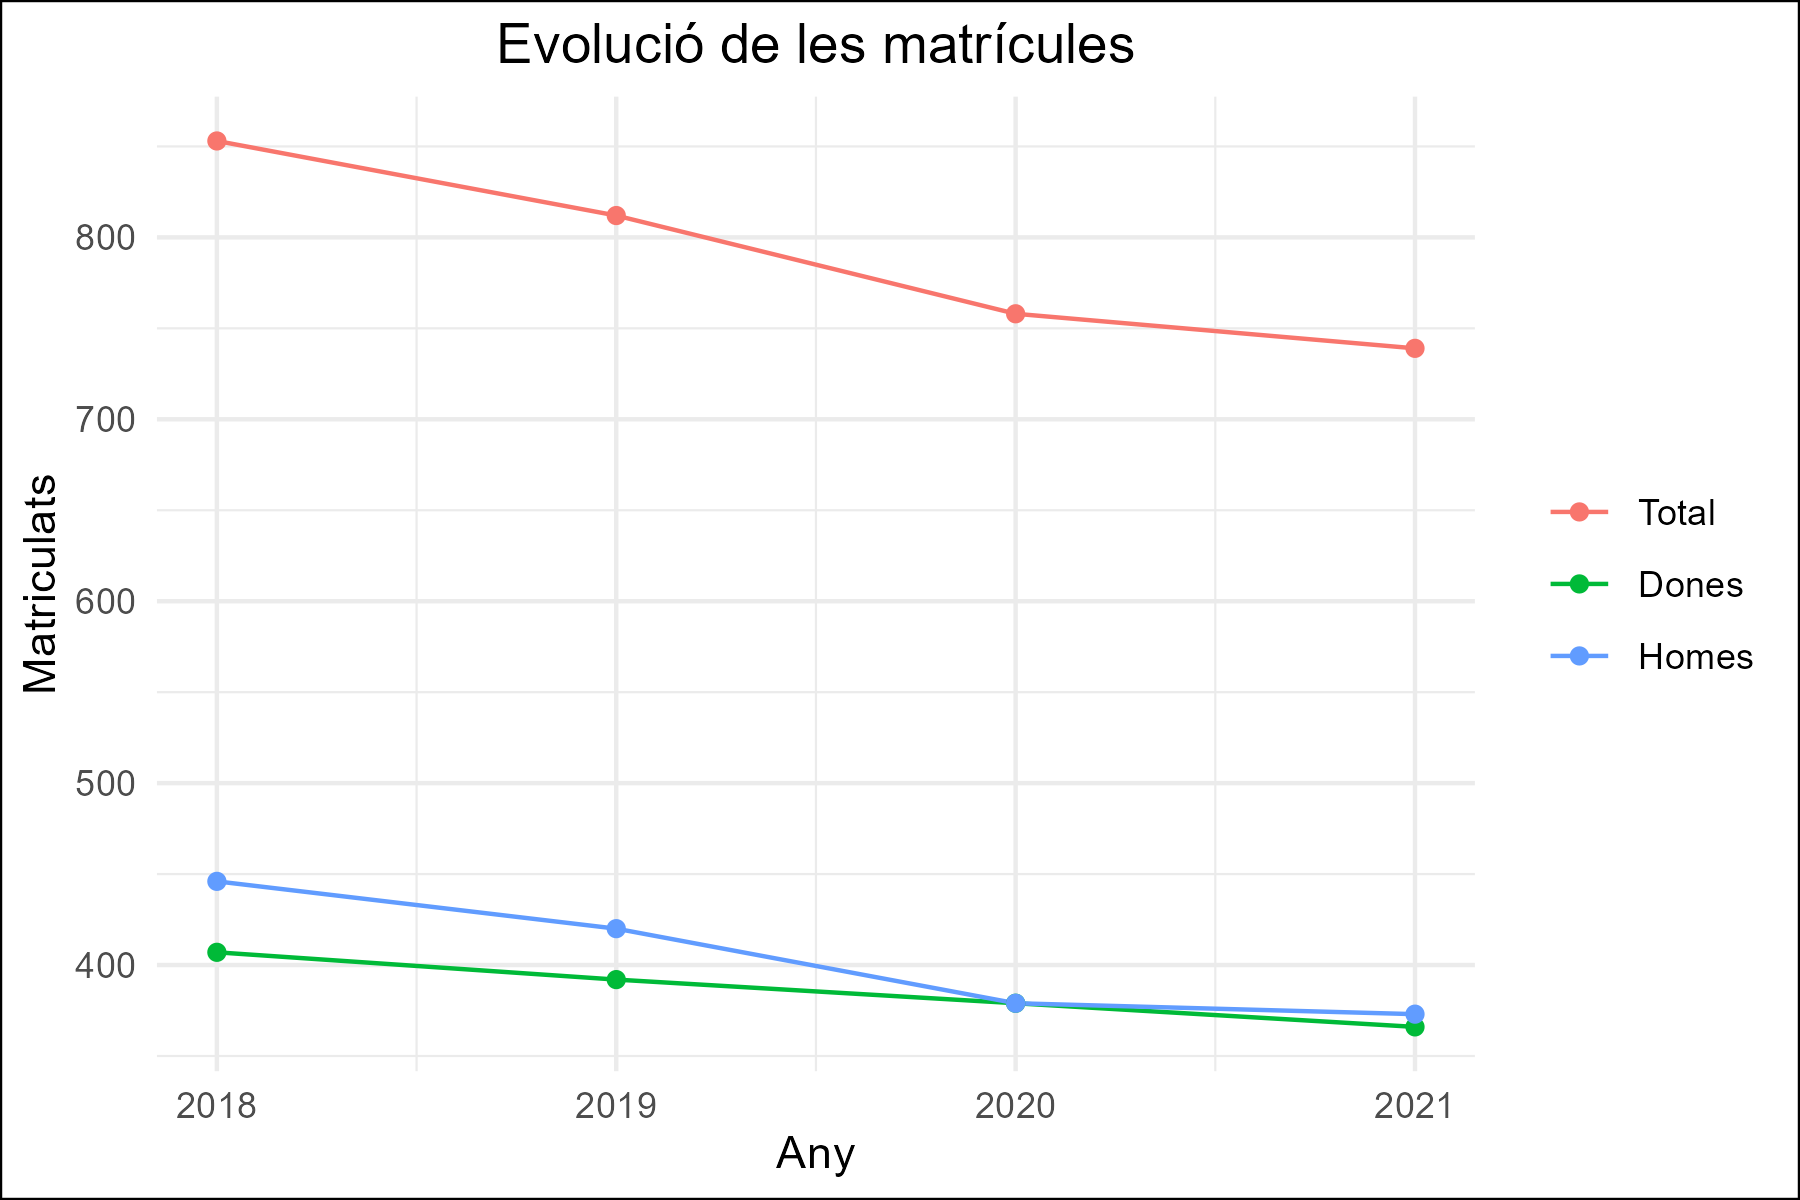 Evolució de les matrícules
Matriculats
800
700
600
500
400
2018
2019
2020
2021
Any
Total
Dones
Homes